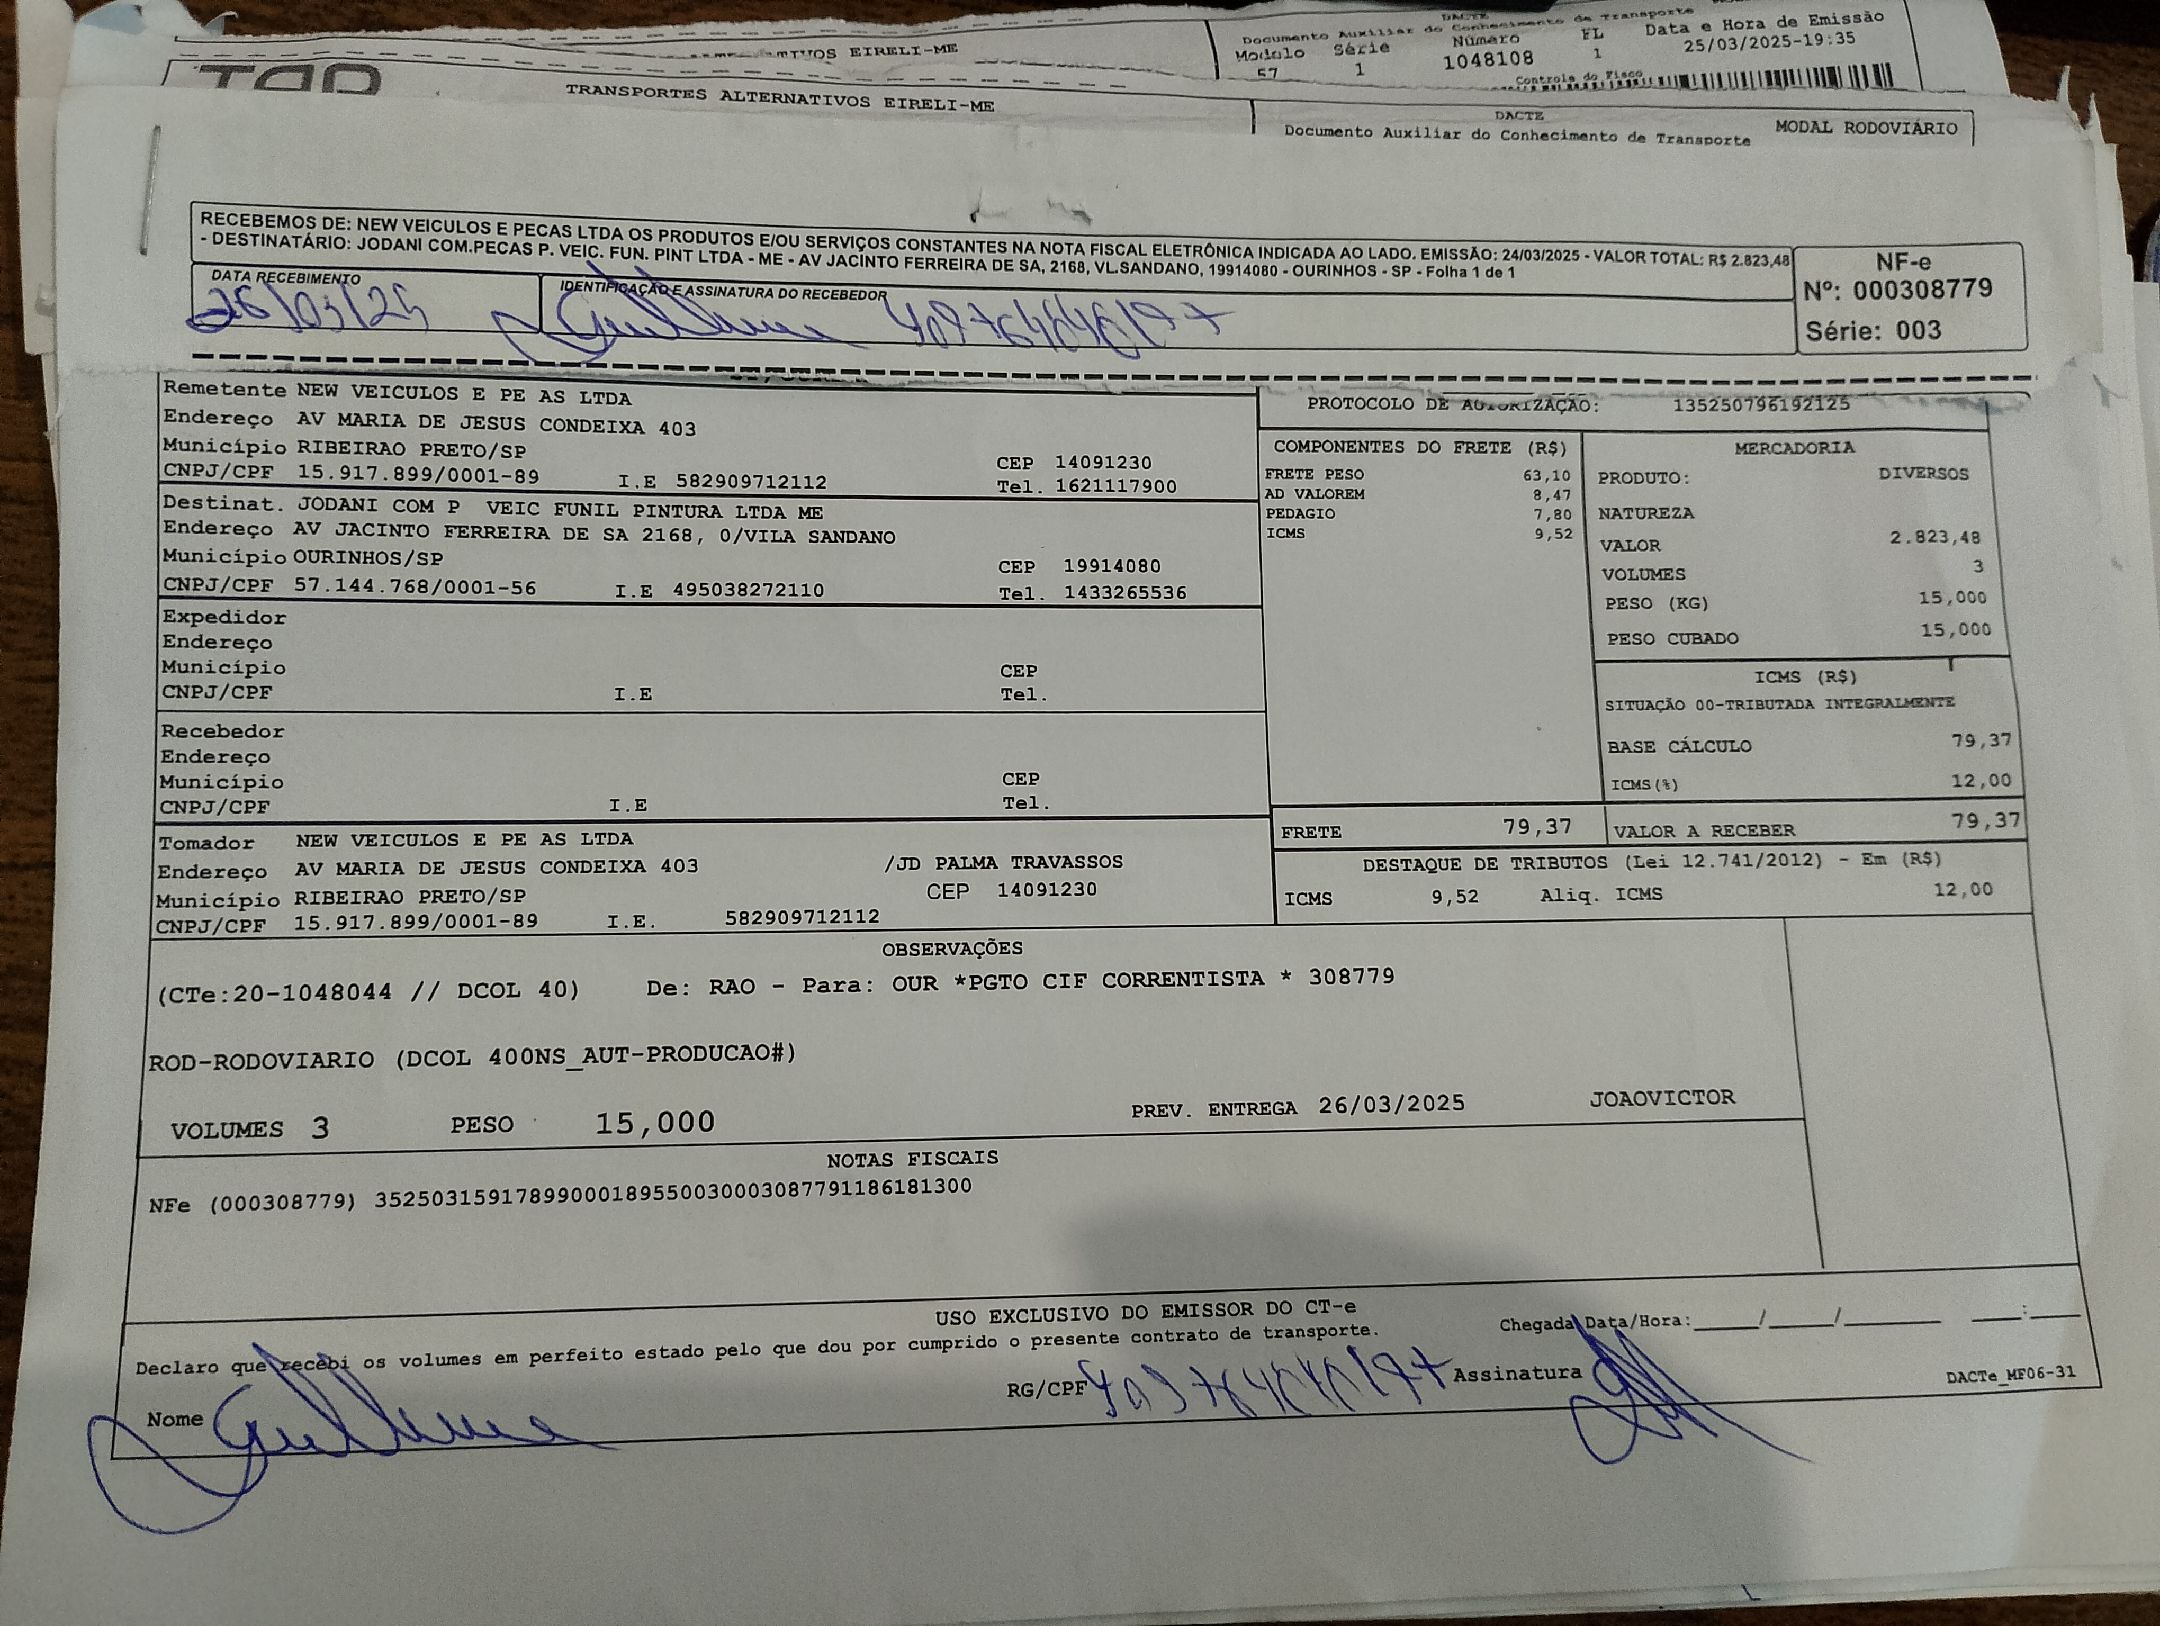 TIVOS EIRELI-ME
DACTE
Documento Auxiliar do Conhecimento de Transporte
Modulo Série Número FL Data e Hora de Emissão
57 1 1048108 1 25/03/2025-19:35
Controle do Fisco
TRANSPORTES ALTERNATIVOS EIRELI-ME
DACTE
Documento Auxiliar do Conhecimento de Transporte MODAL RODOVIÁRIO
RECEBEMOS DE: NEW VEICULOS E PECAS LTDA OS PRODUTOS E/OU SERVIÇOS CONSTANTES NA NOTA FISCAL ELETRÔNICA INDICADA AO LADO. EMISSÃO: 24/03/2025 - VALOR TOTAL: R$ 2.823,48
- DESTINATÁRIO: JODANI COM.PECAS P. VEIC. FUN. PINT LTDA - ME - AV JACINTO FERREIRA DE SA, 2168, VL.SANDANO, 19914080 - OURINHOS - SP - Folha 1 de 1
NF-e
Nº: 000308779
Série: 003
DATA RECEBIMENTO
26/03/25
IDENTIFICAÇÃO E ASSINATURA DO RECEBEDOR
Guilherme
Remetente NEW VEICULOS E PE AS LTDA
Endereço AV MARIA DE JESUS CONDEIXA 403
Município RIBEIRAO PRETO/SP CEP 14091230
CNPJ/CPF 15.917.899/0001-89 I.E 582909712112 Tel. 1621117900
Destinat. JODANI COM P VEIC FUNIL PINTURA LTDA ME
Endereço AV JACINTO FERREIRA DE SA 2168, 0/VILA SANDANO
Município OURINHOS/SP CEP 19914080
CNPJ/CPF 57.144.768/0001-56 I.E 495038272110 Tel. 1433265536
Expedidor
Endereço
Município CEP
CNPJ/CPF I.E Tel.
Recebedor
Endereço
Município CEP
CNPJ/CPF I.E Tel.
Tomador NEW VEICULOS E PE AS LTDA
Endereço AV MARIA DE JESUS CONDEIXA 403 /JD PALMA TRAVASSOS
Município RIBEIRAO PRETO/SP CEP 14091230
CNPJ/CPF 15.917.899/0001-89 I.E. 582909712112
PROTOCOLO DE AUTORIZAÇÃO: 135250796192125
COMPONENTES DO FRETE (R$)
FRETE PESO 63,10
AD VALOREM 8,47
PEDAGIO 7,80
ICMS 9,52
MERCADORIA
PRODUTO: DIVERSOS
NATUREZA
VALOR 2.823,48
VOLUMES 3
PESO (KG) 15,000
PESO CUBADO 15,000
ICMS (R$)
SITUAÇÃO 00-TRIBUTADA INTEGRALMENTE
BASE CÁLCULO 79,37
ICMS(%) 12,00
FRETE 79,37 VALOR A RECEBER 79,37
DESTAQUE DE TRIBUTOS (Lei 12.741/2012) - Em (R$)
ICMS 9,52 Aliq. ICMS 12,00
OBSERVAÇÕES
(CTe:20-1048044 // DCOL 40) De: RAO - Para: OUR *PGTO CIF CORRENTISTA * 308779
ROD-RODOVIARIO (DCOL 400NS_AUT-PRODUCAO#)
VOLUMES 3 PESO 15,000 PREV. ENTREGA 26/03/2025 JOAOVICTOR
NOTAS FISCAIS
NFe (000308779) 35250315917899000189550030003087791186181300
USO EXCLUSIVO DO EMISSOR DO CT-e
Declaro que recebi os volumes em perfeito estado pelo que dou por cumprido o presente contrato de transporte.
Chegada Data/Hora:_____/_____/________ ____:____
Nome Guilherme RG/CPF Assinatura
DACTe_MF06-31